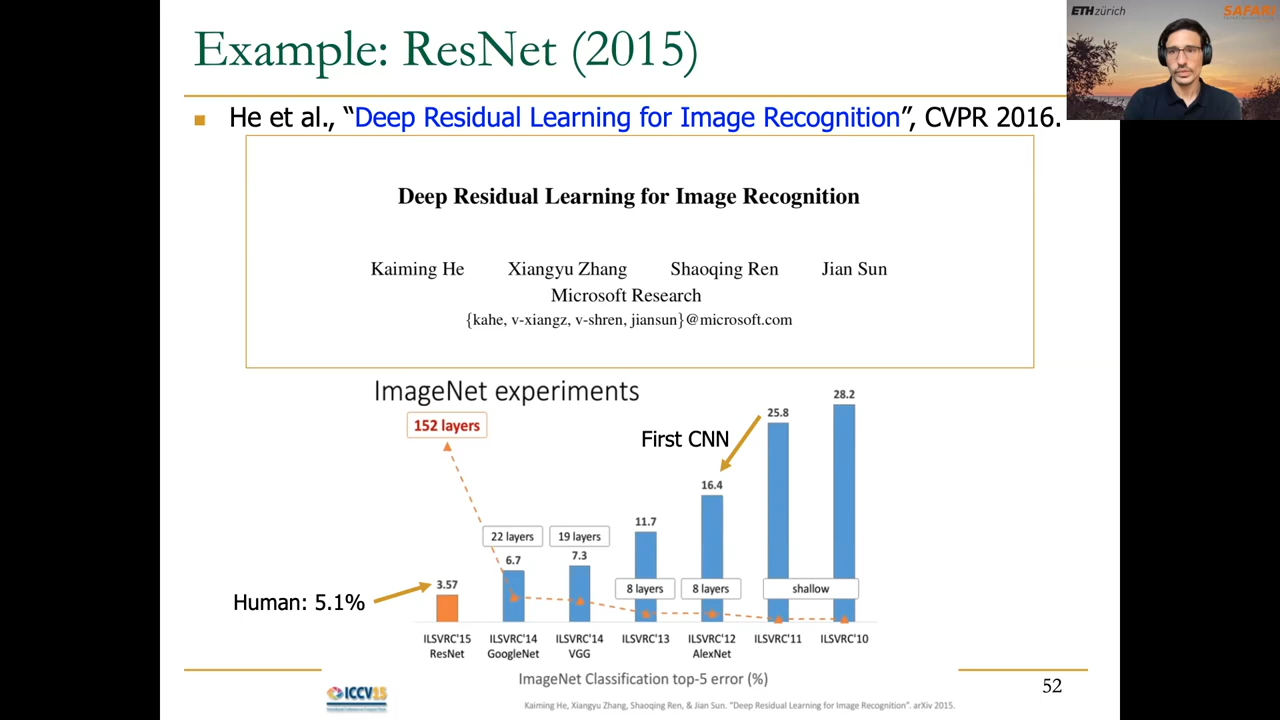 Example: ResNet (2015)
ETH zürich
SAFARI
He et al., “Deep Residual Learning for Image Recognition”, CVPR 2016.
Deep Residual Learning for Image Recognition
Kaiming He Xiangyu Zhang Shaoqing Ren Jian Sun
Microsoft Research
{kahe, v-xiangz, v-shren, jiansun}@microsoft.com
ImageNet experiments
152 layers
First CNN
28.2
25.8
16.4
11.7
22 layers
19 layers
6.7
7.3
3.57
8 layers
8 layers
shallow
Human: 5.1%
ILSVRC'15
ResNet
ILSVRC'14
GoogleNet
ILSVRC'14
VGG
ILSVRC'13
ILSVRC'12
AlexNet
ILSVRC'11
ILSVRC'10
ImageNet Classification top-5 error (%)
ICCV15
Kaiming He, Xiangyu Zhang, Shaoqing Ren, & Jian Sun. “Deep Residual Learning for Image Recognition”. arXiv 2015.
52